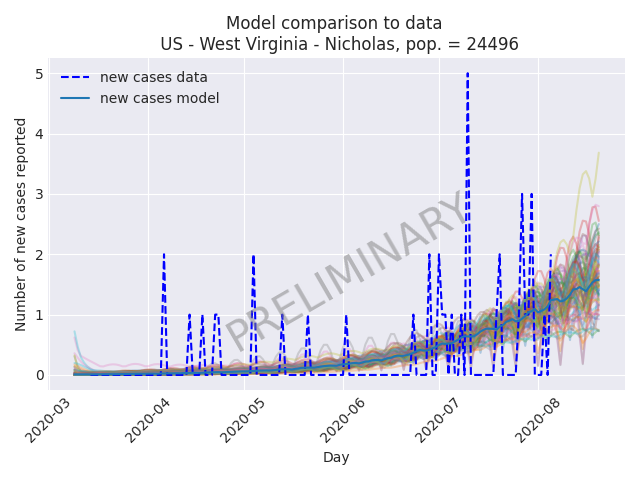 Model comparison to data
US - West Virginia - Nicholas, pop. = 24496
new cases data
new cases model
PRELIMINARY
Number of new cases reported
5
4
3
2
1
0
2020-03
2020-04
2020-05
2020-06
2020-07
2020-08
Day